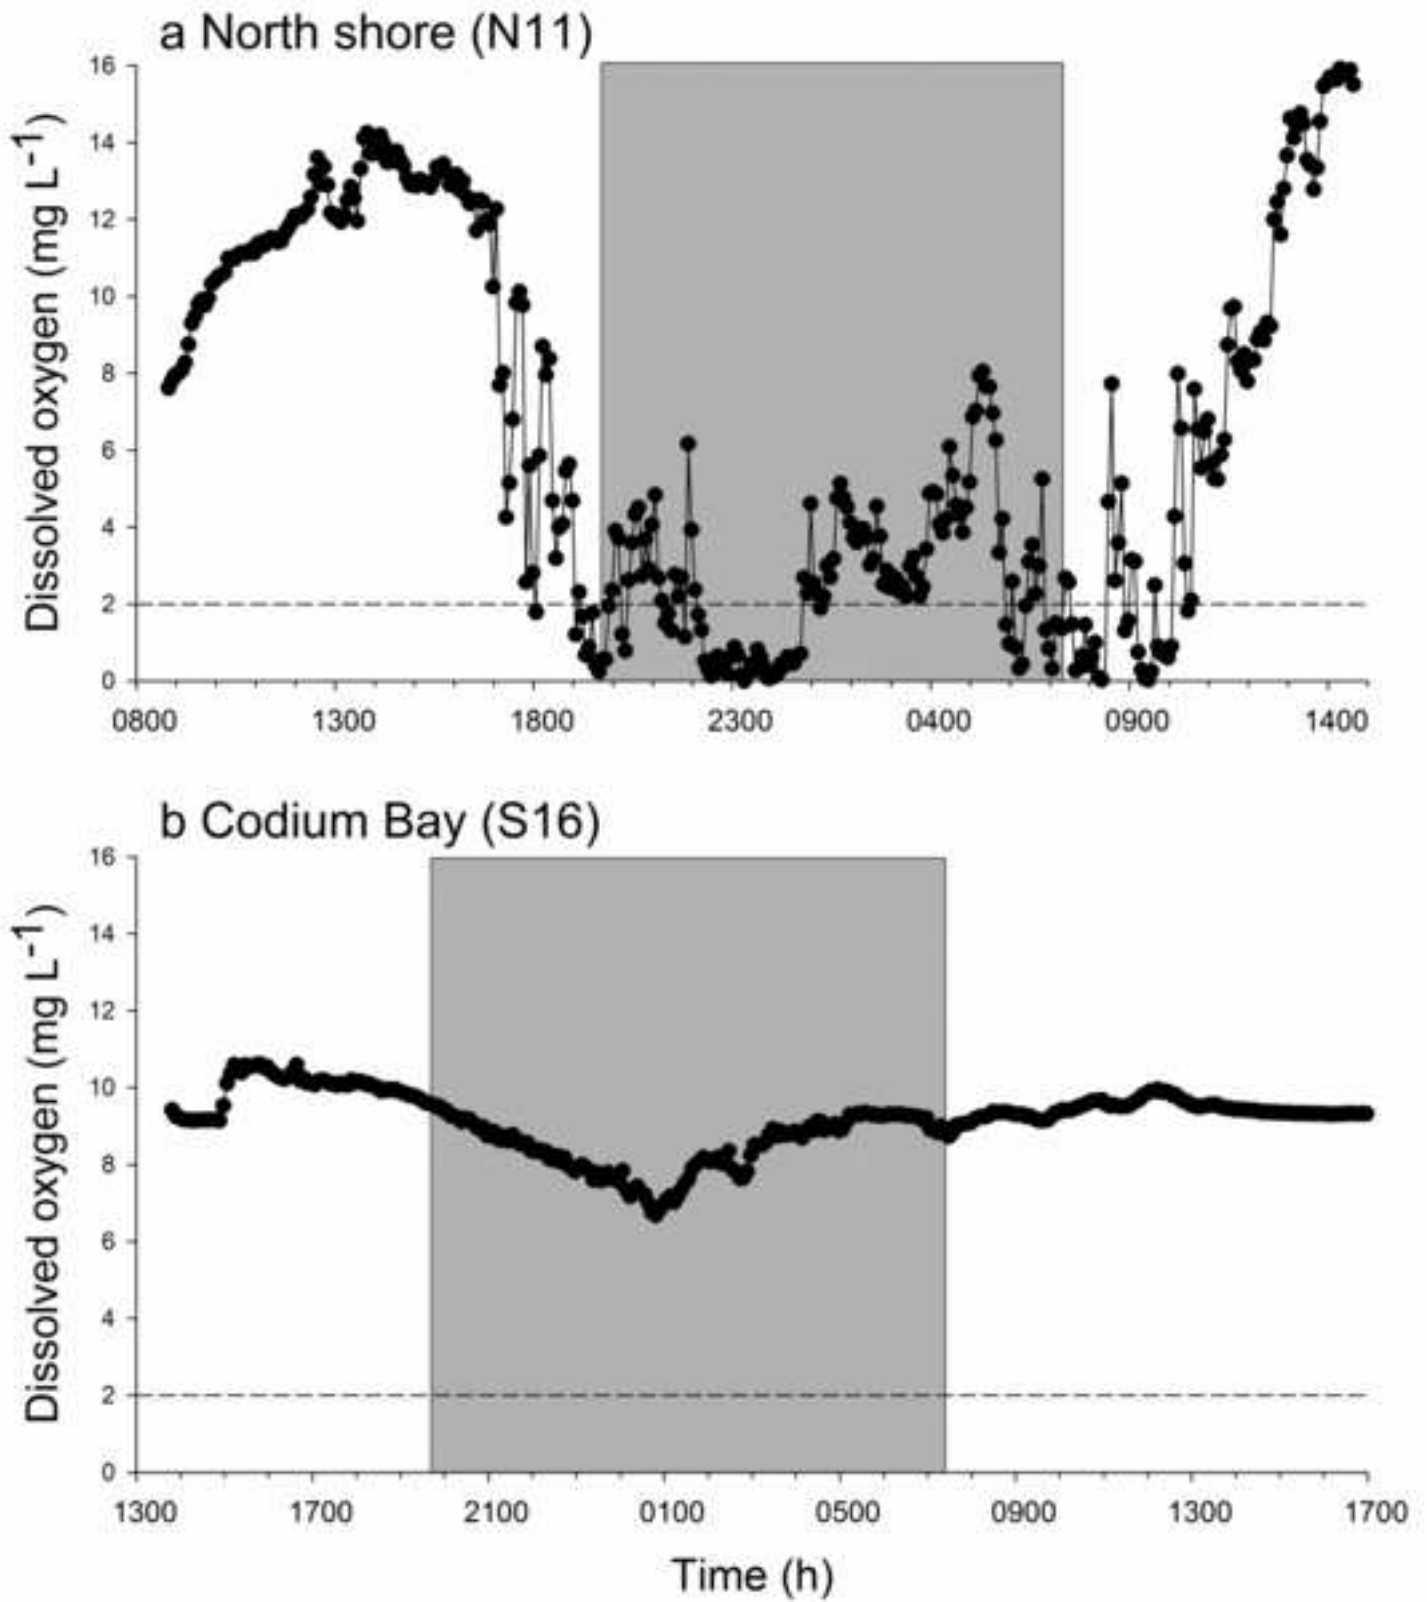 a North shore (N11)
Dissolved oxygen (mg L-1)
16
14
12
10
8
6
4
2
0
0800 1300 1800 2300 0400 0900 1400
b Codium Bay (S16)
Dissolved oxygen (mg L-1)
16
14
12
10
8
6
4
2
0
1300 1700 2100 0100 0500 0900 1300 1700
Time (h)